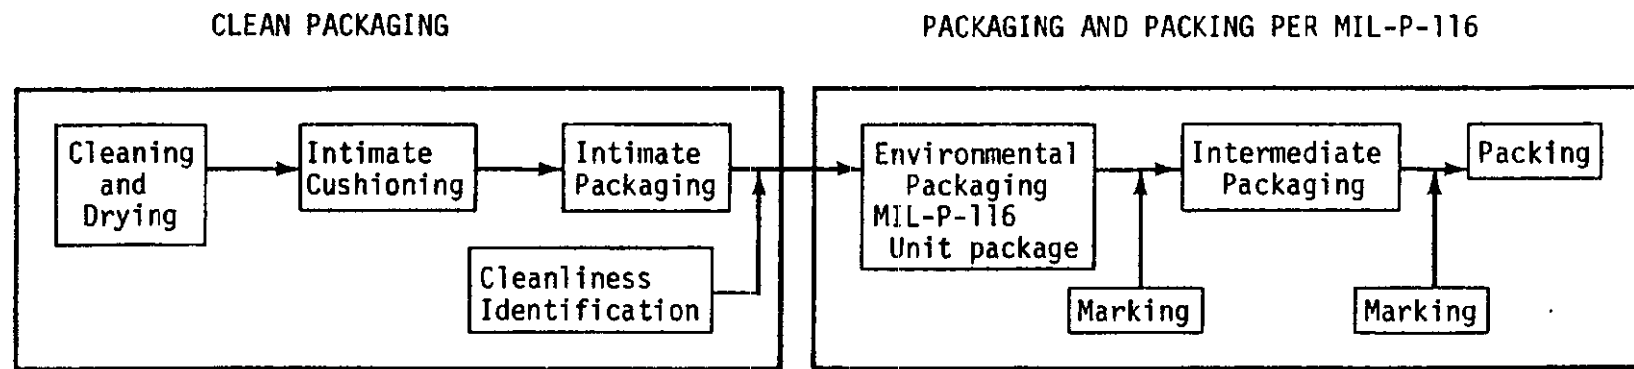 CLEAN PACKAGING
PACKAGING AND PACKING PER MIL-P-116
Cleaning
and
Drying
Intimate
Cushioning
Intimate
Packaging
Cleanliness
Identification
Environmental
Packaging
MIL-P-116
Unit package
Marking
Intermediate
Packaging
Marking
Packing